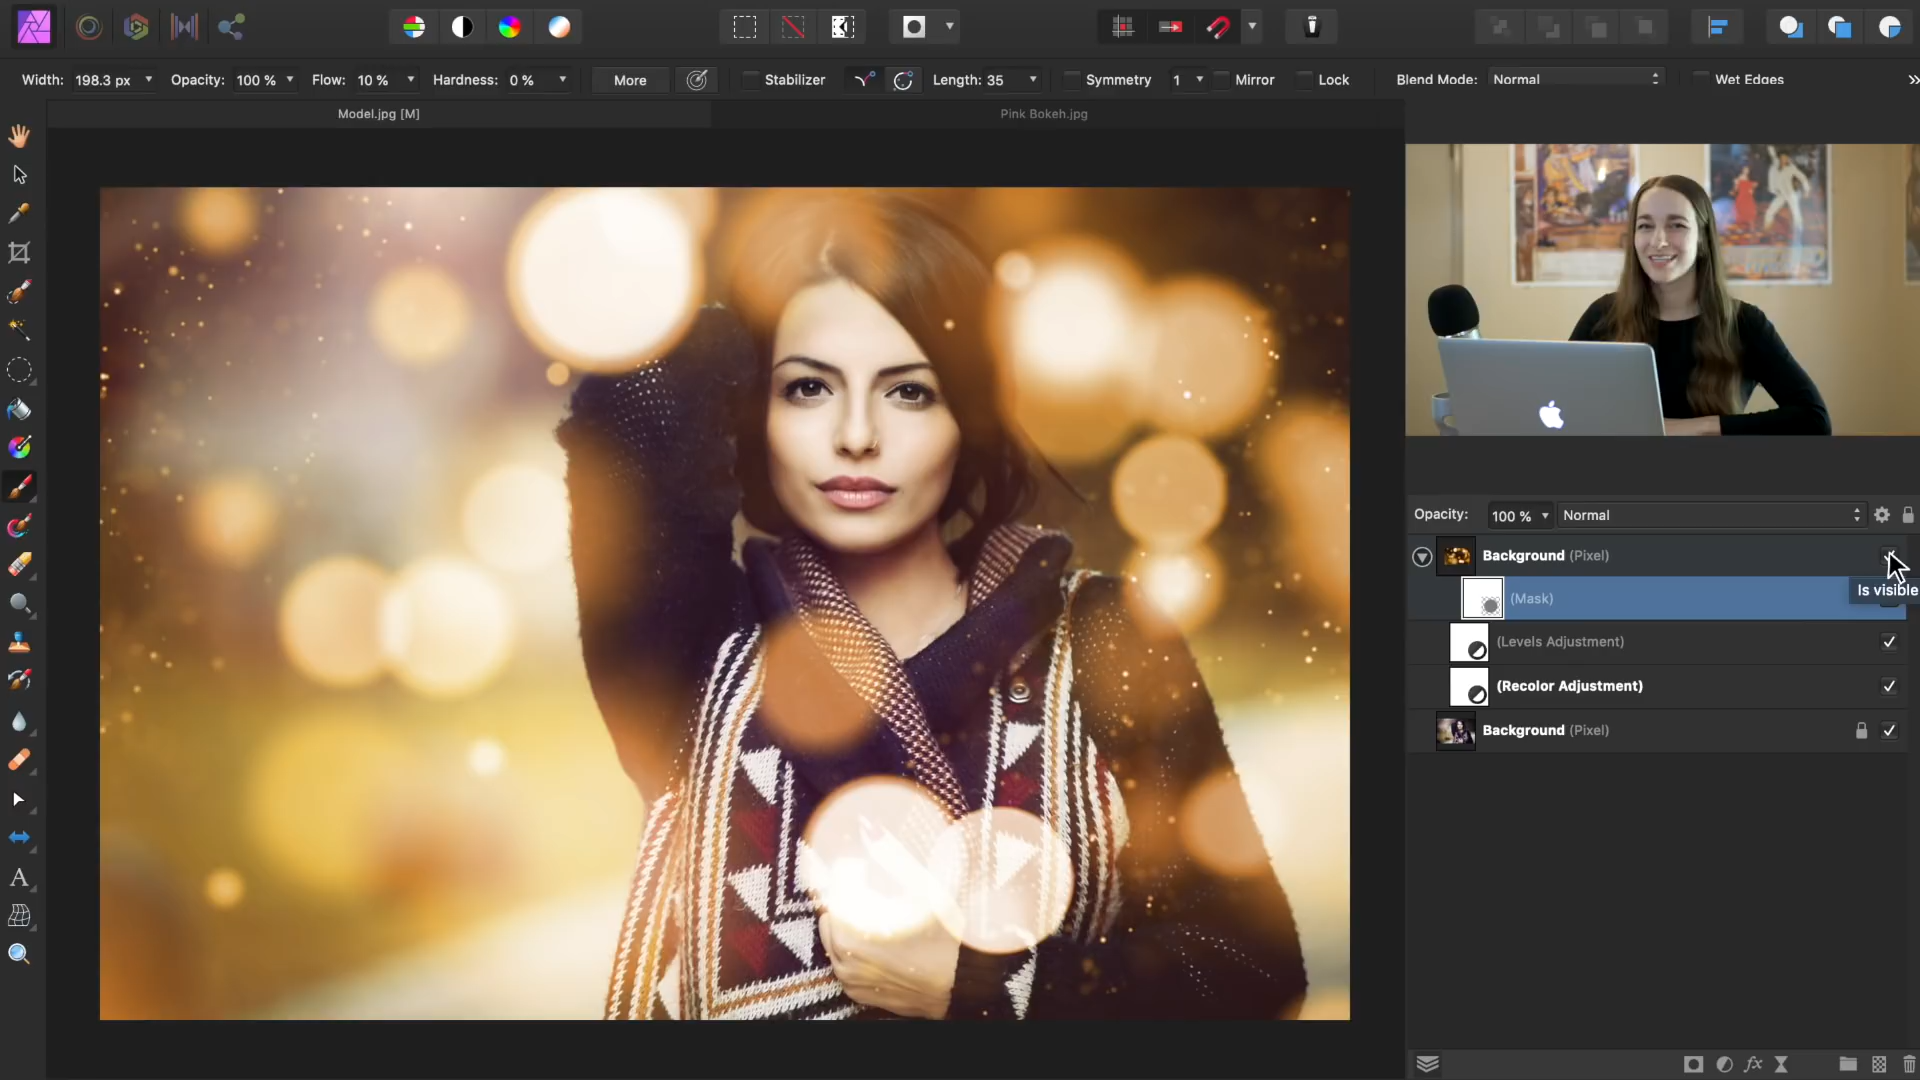 Width: 198.3 px Opacity: 100 % Flow: 10 % Hardness: 0 % More Stabilizer Length: 35 Symmetry 1 Mirror Lock Blend Mode: Normal Wet Edges
Model.jpg [M] Pink Bokeh.jpg
Opacity: 100 % Normal
Background (Pixel)
Is visible
(Mask)
(Levels Adjustment)
(Recolor Adjustment)
Background (Pixel)